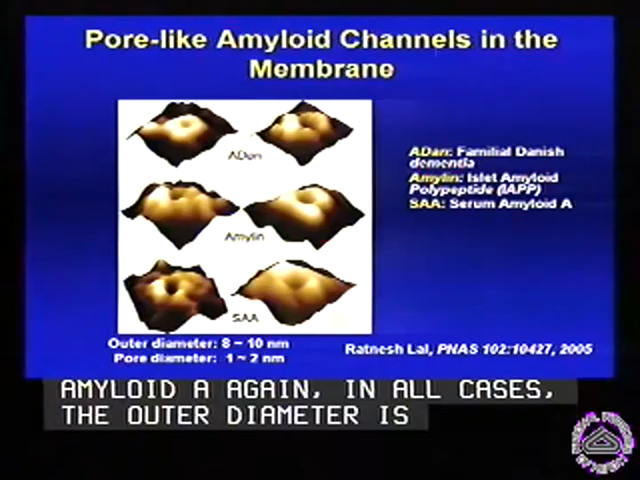 Pore-like Amyloid Channels in the
Membrane
ADan
Amylin
SAA
ADan: Familial Danish
dementia
Amylin: Islet Amyloid
Polypeptide (IAPP)
SAA: Serum Amyloid A
Outer diameter: 8 ~ 10 nm
Pore diameter: 1 ~ 2 nm
Ratnesh Lal, PNAS 102:10427, 2005
AMYLOID A AGAIN, IN ALL CASES,
THE OUTER DIAMETER IS